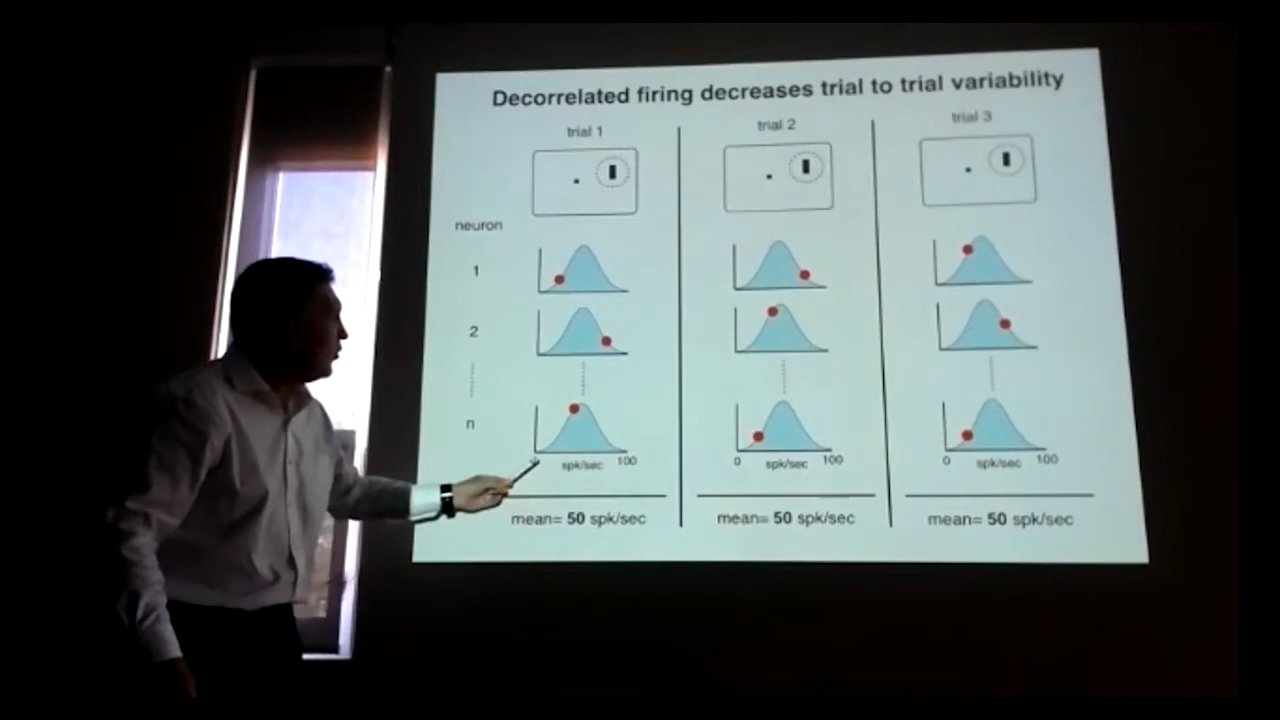 Decorrelated firing decreases trial to trial variability
trial 1 trial 2 trial 3
neuron
1
2
n
spk/sec 100 0 spk/sec 100 0 spk/sec 100
mean= 50 spk/sec mean= 50 spk/sec mean= 50 spk/sec